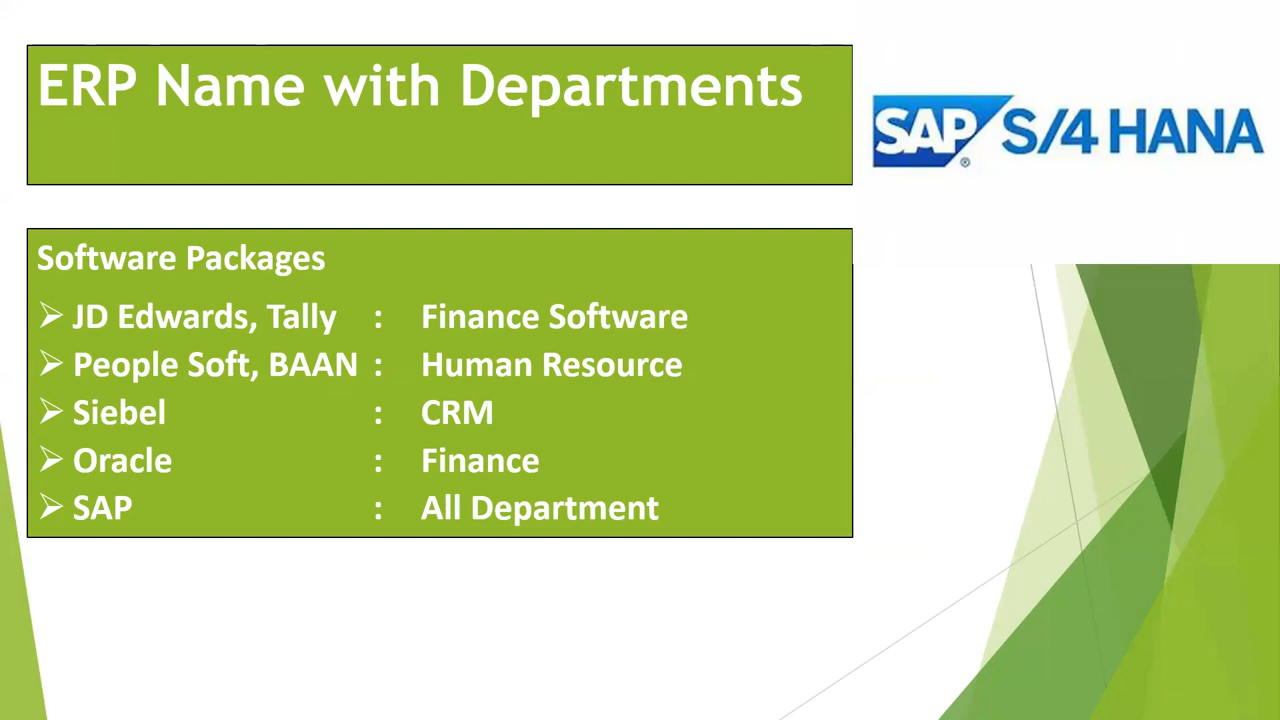 ERP Name with Departments
SAP® S/4 HANA
Software Packages
➢ JD Edwards, Tally : Finance Software
➢ People Soft, BAAN : Human Resource
➢ Siebel : CRM
➢ Oracle : Finance
➢ SAP : All Department